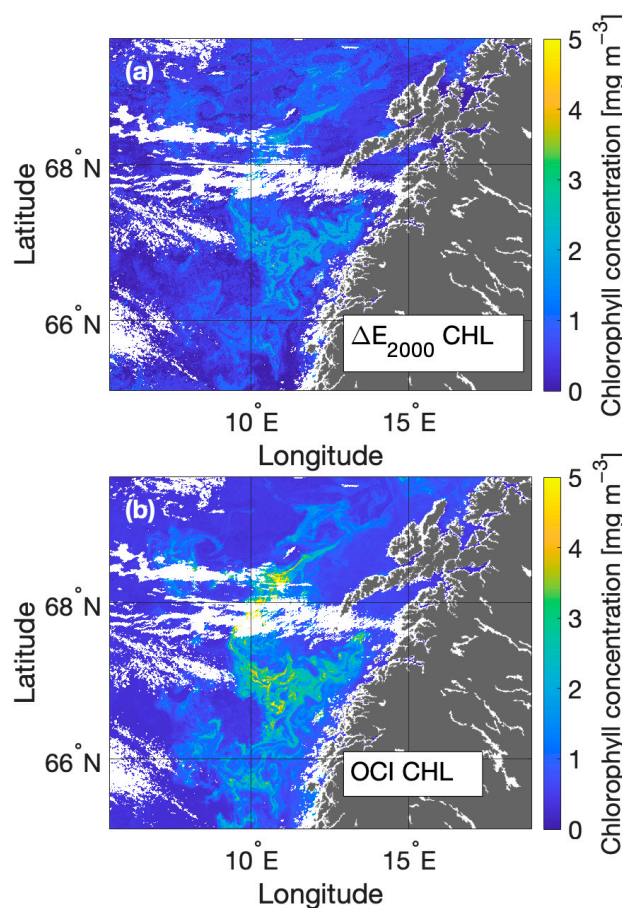 (a)
68°N
66°N
Latitude
10°E
15°E
Longitude
ΔE2000 CHL
5
4
3
2
1
0
Chlorophyll concentration [mg m−3]
(b)
68°N
66°N
Latitude
10°E
15°E
Longitude
OCI CHL
5
4
3
2
1
0
Chlorophyll concentration [mg m−3]